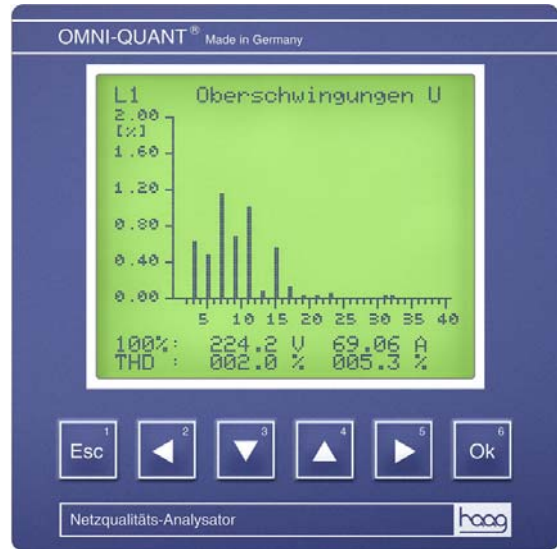 OMNI-QUANT® Made in Germany
L1 Oberschwingungen U
2.00
[%]
1.60
1.20
0.80
0.40
0.00
5 10 15 20 25 30 35 40
100%: 224.2 V 69.06 A
THD : 002.0 % 005.3 %
Esc 1 2 3 4 5 Ok 6
Netzqualitäts-Analysator haag